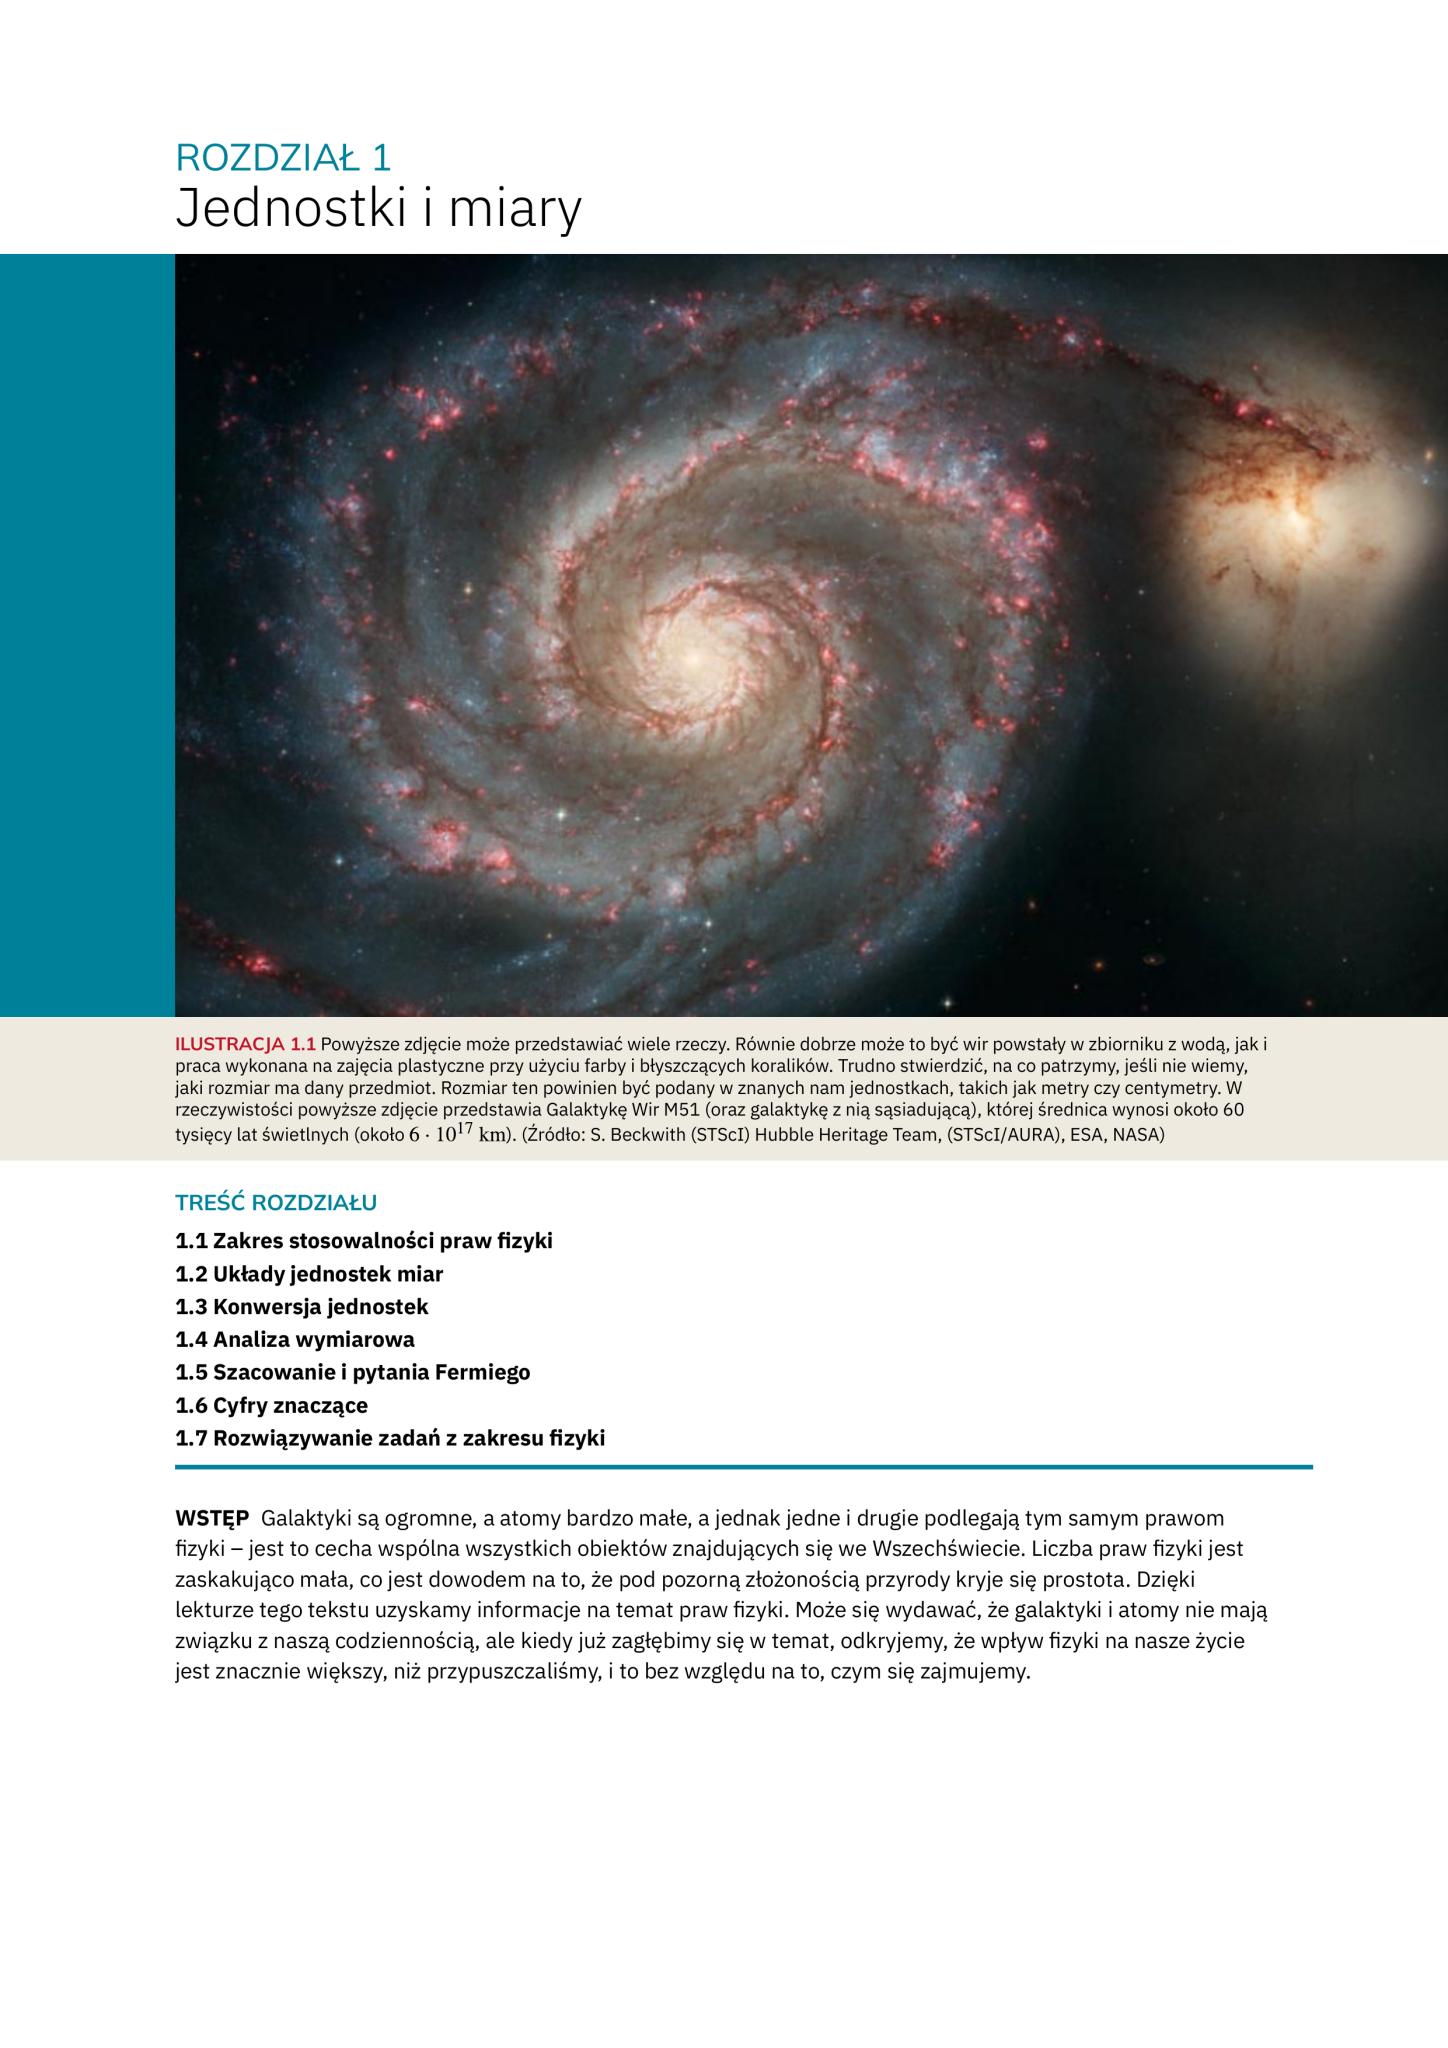 ROZDZIAŁ 1
Jednostki i miary
ILUSTRACJA 1.1 Powyższe zdjęcie może przedstawiać wiele rzeczy. Równie dobrze może to być wir powstały w zbiorniku z wodą, jak i
praca wykonana na zajęcia plastyczne przy użyciu farby i błyszczących koralików. Trudno stwierdzić, na co patrzymy, jeśli nie wiemy,
jaki rozmiar ma dany przedmiot. Rozmiar ten powinien być podany w znanych nam jednostkach, takich jak metry czy centymetry. W
rzeczywistości powyższe zdjęcie przedstawia Galaktykę Wir M51 (oraz galaktykę z nią sąsiadującą), której średnica wynosi około 60
tysięcy lat świetlnych (około 6 · 10¹⁷ km). (Źródło: S. Beckwith (STScI) Hubble Heritage Team, (STScI/AURA), ESA, NASA)
TREŚĆ ROZDZIAŁU
1.1 Zakres stosowalności praw fizyki
1.2 Układy jednostek miar
1.3 Konwersja jednostek
1.4 Analiza wymiarowa
1.5 Szacowanie i pytania Fermiego
1.6 Cyfry znaczące
1.7 Rozwiązywanie zadań z zakresu fizyki
WSTĘP Galaktyki są ogromne, a atomy bardzo małe, a jednak jedne i drugie podlegają tym samym prawom
fizyki – jest to cecha wspólna wszystkich obiektów znajdujących się we Wszechświecie. Liczba praw fizyki jest
zaskakująco mała, co jest dowodem na to, że pod pozorną złożonością przyrody kryje się prostota. Dzięki
lekturze tego tekstu uzyskamy informacje na temat praw fizyki. Może się wydawać, że galaktyki i atomy nie mają
związku z naszą codziennością, ale kiedy już zagłębimy się w temat, odkryjemy, że wpływ fizyki na nasze życie
jest znacznie większy, niż przypuszczaliśmy, i to bez względu na to, czym się zajmujemy.